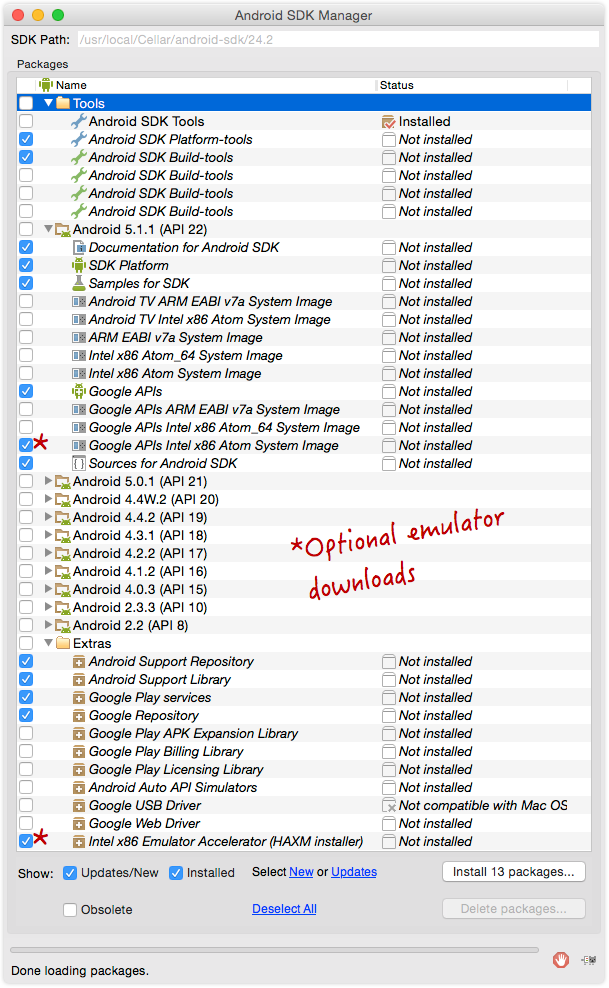 Android SDK Manager
SDK Path: /usr/local/Cellar/android-sdk/24.2
Packages
Name Status
Tools
Android SDK Tools Installed
Android SDK Platform-tools Not installed
Android SDK Build-tools Not installed
Android SDK Build-tools Not installed
Android SDK Build-tools Not installed
Android SDK Build-tools Not installed
Android 5.1.1 (API 22)
Documentation for Android SDK Not installed
SDK Platform Not installed
Samples for SDK Not installed
Android TV ARM EABI v7a System Image Not installed
Android TV Intel x86 Atom System Image Not installed
ARM EABI v7a System Image Not installed
Intel x86 Atom_64 System Image Not installed
Intel x86 Atom System Image Not installed
Google APIs Not installed
Google APIs ARM EABI v7a System Image Not installed
Google APIs Intel x86 Atom_64 System Image Not installed
* Google APIs Intel x86 Atom System Image Not installed
Sources for Android SDK Not installed
Android 5.0.1 (API 21)
Android 4.4W.2 (API 20)
Android 4.4.2 (API 19)
Android 4.3.1 (API 18)
Android 4.2.2 (API 17)
Android 4.1.2 (API 16)
Android 4.0.3 (API 15)
Android 2.3.3 (API 10)
Android 2.2 (API 8)
*Optional emulator
downloads
Extras
Android Support Repository Not installed
Android Support Library Not installed
Google Play services Not installed
Google Repository Not installed
Google Play APK Expansion Library Not installed
Google Play Billing Library Not installed
Google Play Licensing Library Not installed
Android Auto API Simulators Not installed
Google USB Driver Not compatible with Mac OS
Google Web Driver Not installed
* Intel x86 Emulator Accelerator (HAXM installer) Not installed
Show: Updates/New Installed Select New or Updates Install 13 packages...
Obsolete Deselect All Delete packages...
Done loading packages.